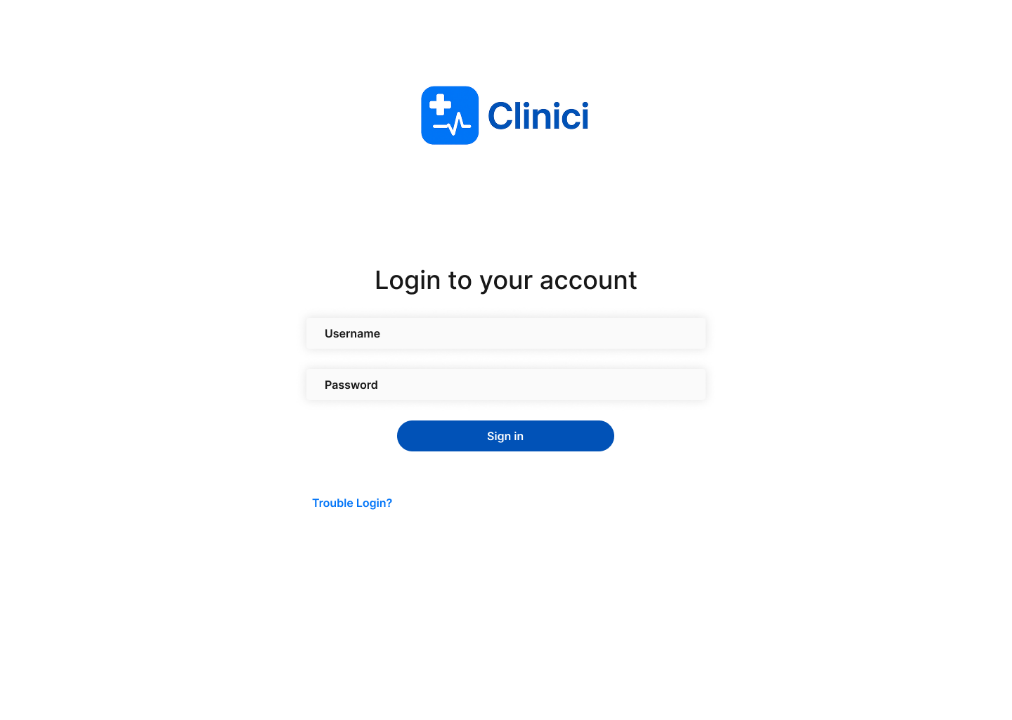 Clinici
Login to your account
Username
Password
Sign in
Trouble Login?